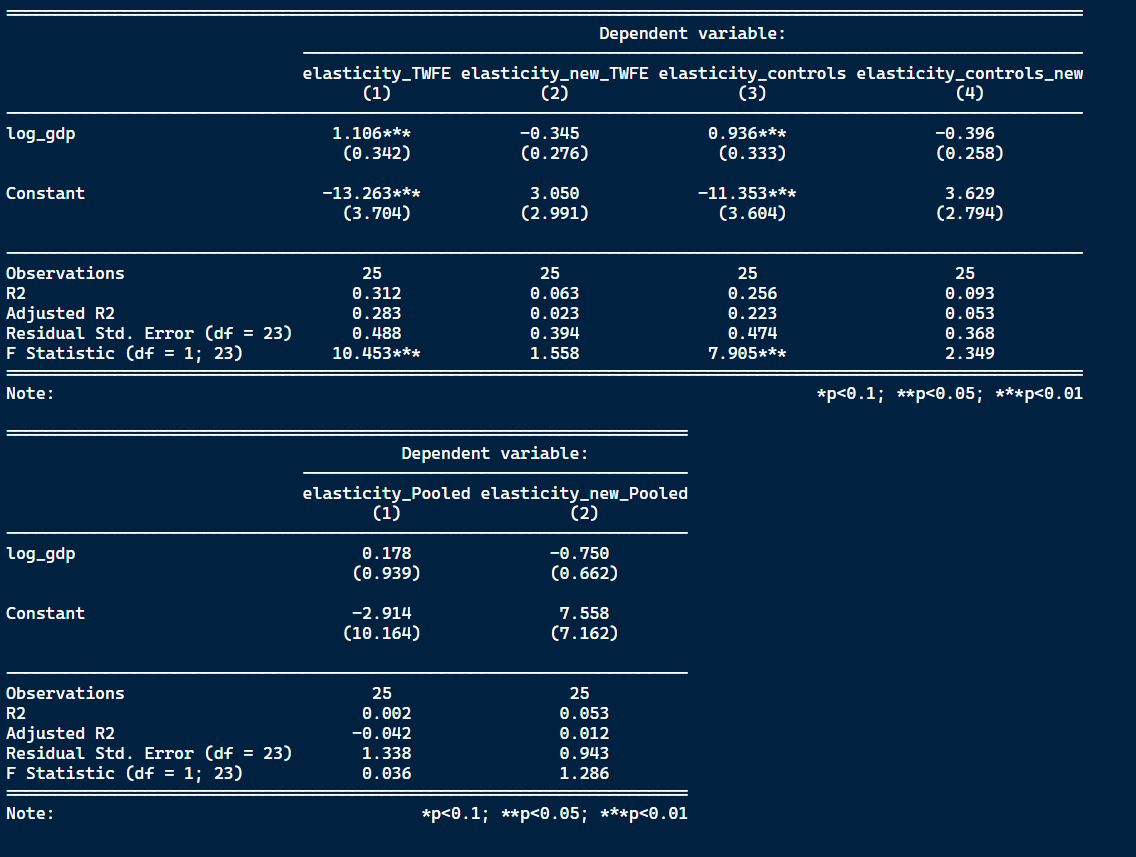 Dependent variable:
elasticity_TWFE elasticity_new_TWFE elasticity_controls elasticity_controls_new
(1) (2) (3) (4)
log_gdp 1.106*** -0.345 0.936*** -0.396
(0.342) (0.276) (0.333) (0.258)
Constant -13.263*** 3.050 -11.353*** 3.629
(3.704) (2.991) (3.604) (2.794)
Observations 25 25 25 25
R2 0.312 0.063 0.256 0.093
Adjusted R2 0.283 0.023 0.223 0.053
Residual Std. Error (df = 23) 0.488 0.394 0.474 0.368
F Statistic (df = 1; 23) 10.453*** 1.558 7.905*** 2.349
Note: *p<0.1; **p<0.05; ***p<0.01
Dependent variable:
elasticity_Pooled elasticity_new_Pooled
(1) (2)
log_gdp 0.178 -0.750
(0.939) (0.662)
Constant -2.914 7.558
(10.164) (7.162)
Observations 25 25
R2 0.002 0.053
Adjusted R2 -0.042 0.012
Residual Std. Error (df = 23) 1.338 0.943
F Statistic (df = 1; 23) 0.036 1.286
Note: *p<0.1; **p<0.05; ***p<0.01